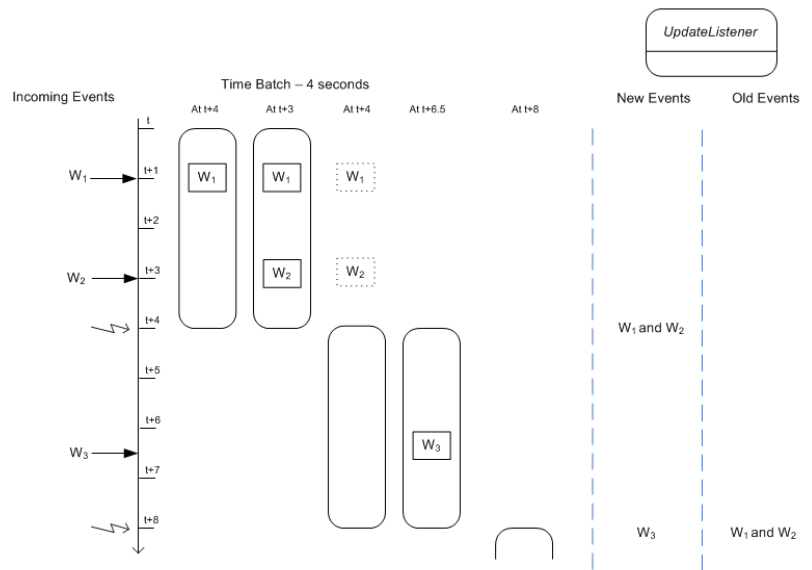 UpdateListener
Time Batch – 4 seconds
Incoming Events
New Events
Old Events
At t+4
At t+3
At t+4
At t+6.5
At t+8
t
W₁
t+1
W₁
W₁
W₁
t+2
W₂
t+3
W₂
W₂
t+4
W₁ and W₂
t+5
t+6
W₃
W₃
t+7
t+8
W₃
W₁ and W₂